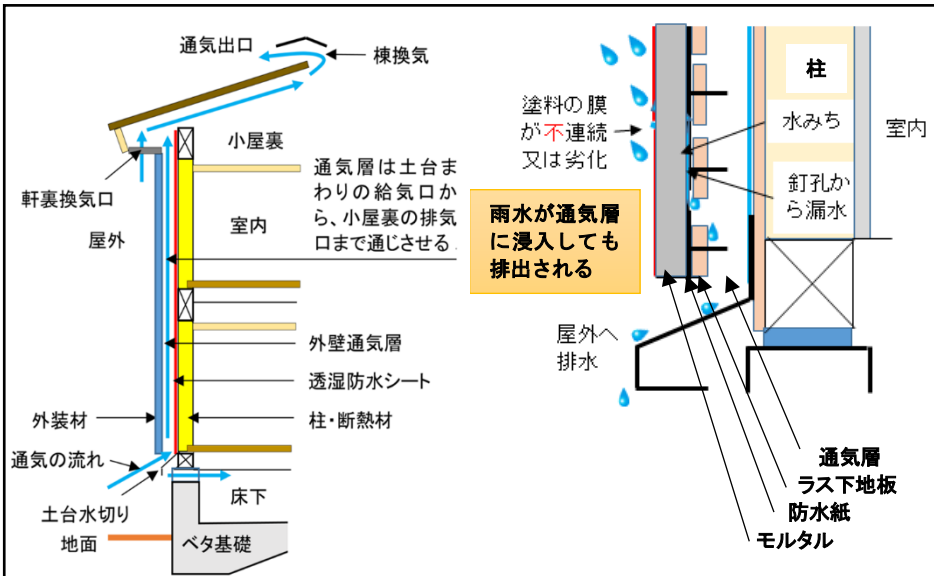 通気出口
棟換気
小屋裏
通気層は土台ま
わりの給気口か
ら、小屋裏の排気
口まで通じさせる
軒裏換気口
屋外
室内
外壁通気層
透湿防水シート
外装材
柱・断熱材
通気の流れ
土台水切り
床下
地面
ベタ基礎
塗料の膜
が不連続
又は劣化
柱
水みち
室内
釘孔か
ら漏水
雨水が通気層
に浸入しても
排出される
屋外へ
排水
通気層
ラス下地板
防水紙
モルタル